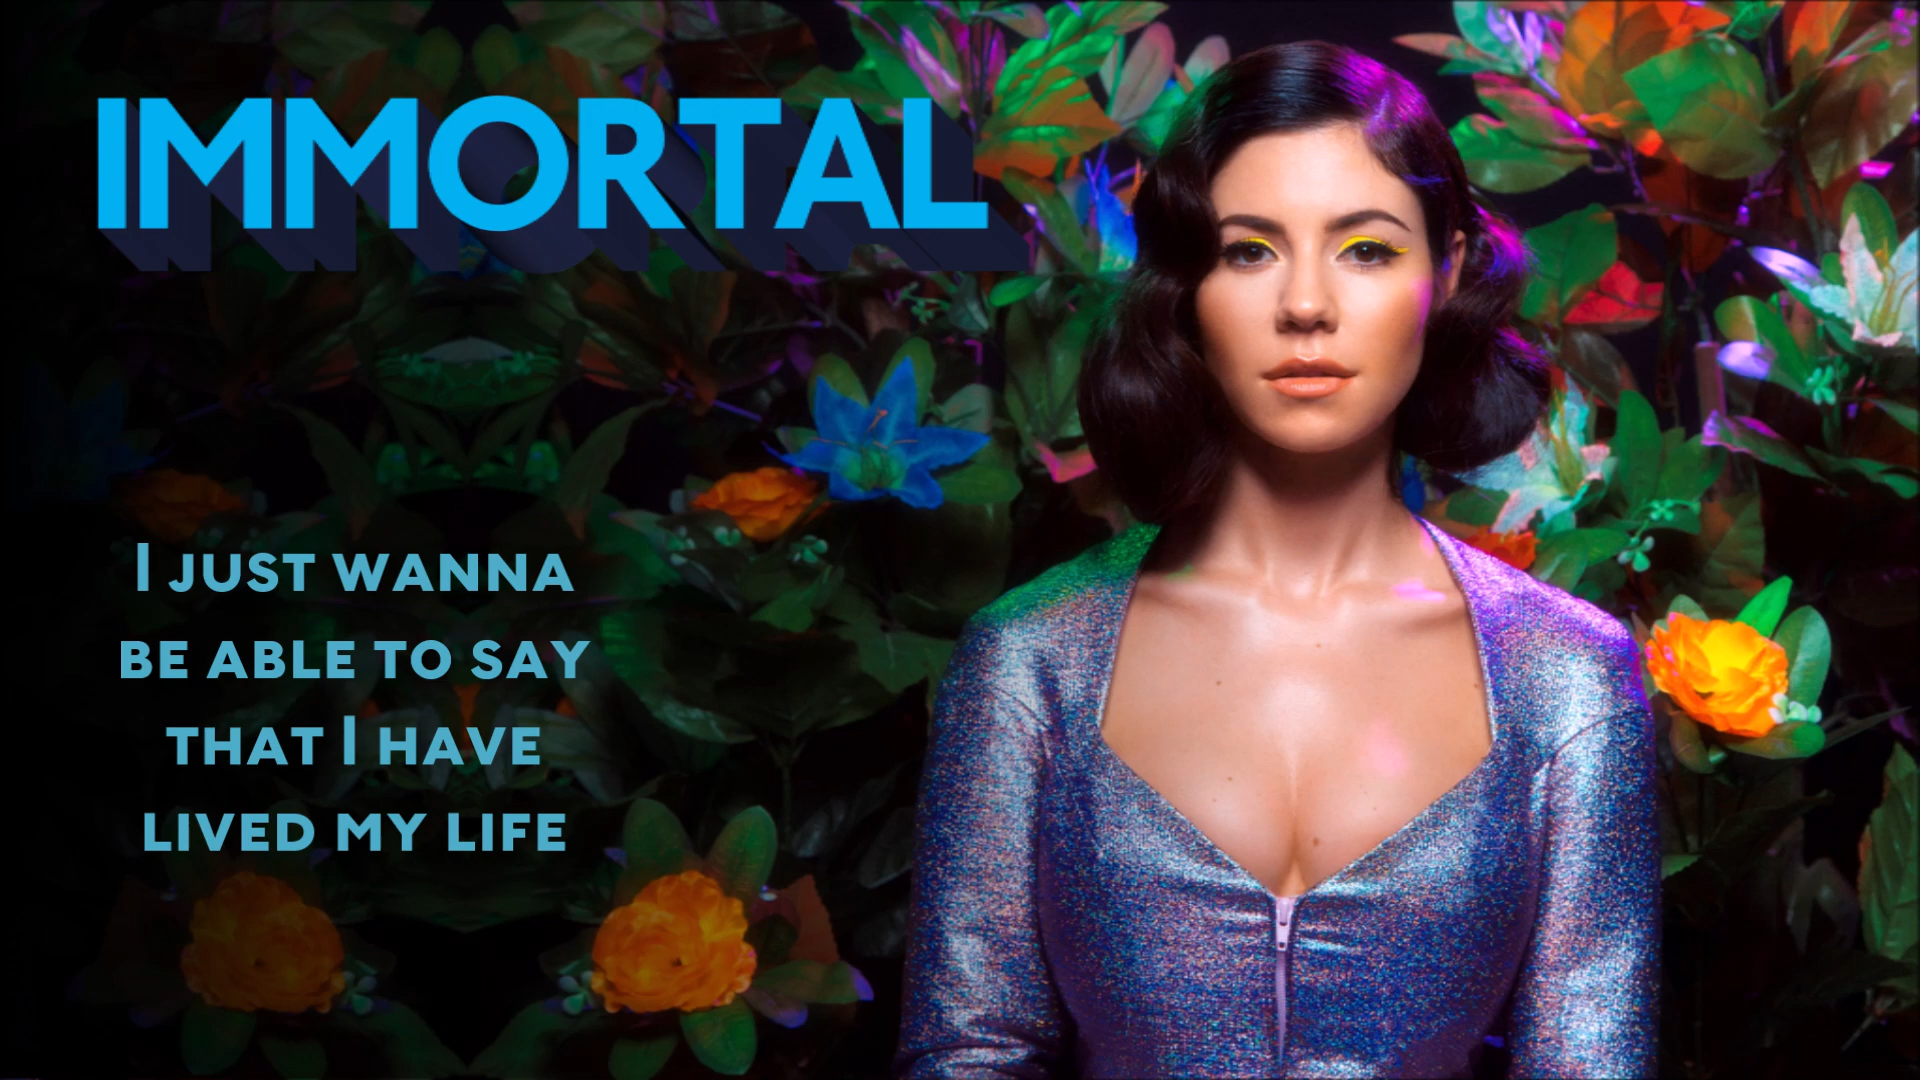 IMMORTAL
I JUST WANNA
BE ABLE TO SAY
THAT I HAVE
LIVED MY LIFE